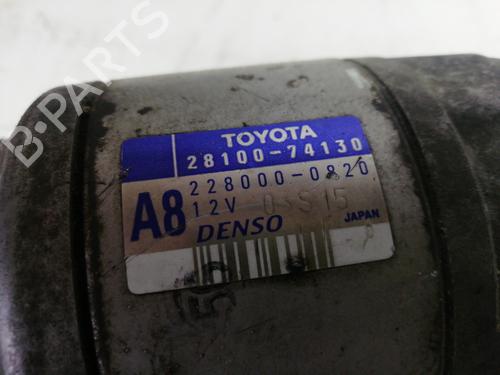 B-PARTS
TOYOTA
28100-74130
228000-0820
A8
12V
JAPAN
DENSO